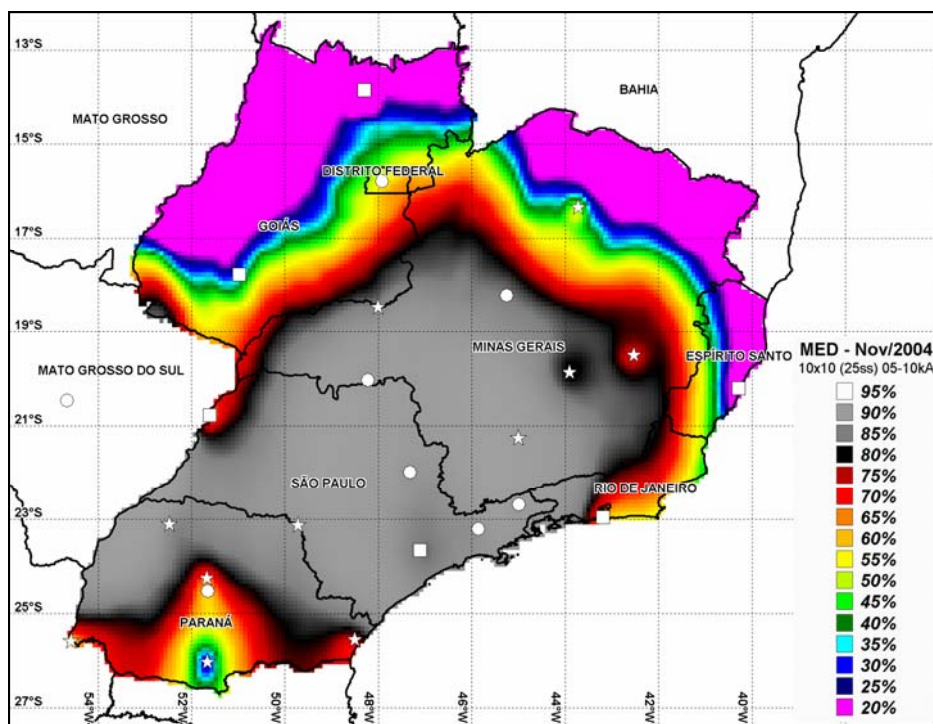 13°S
BAHIA
MATO GROSSO
15°S
DISTRITO FEDERAL
GOIÁS
17°S
19°S
MINAS GERAIS
ESPÍRITO SANTO
MATO GROSSO DO SUL
21°S
SÃO PAULO
RIO DE JANEIRO
23°S
25°S
PARANÁ
27°S
54°W
52°W
50°W
48°W
46°W
44°W
42°W
40°W
MED - Nov/2004
10x10 (25ss) 05-10kA
95%
90%
85%
80%
75%
70%
65%
60%
55%
50%
45%
40%
35%
30%
25%
20%